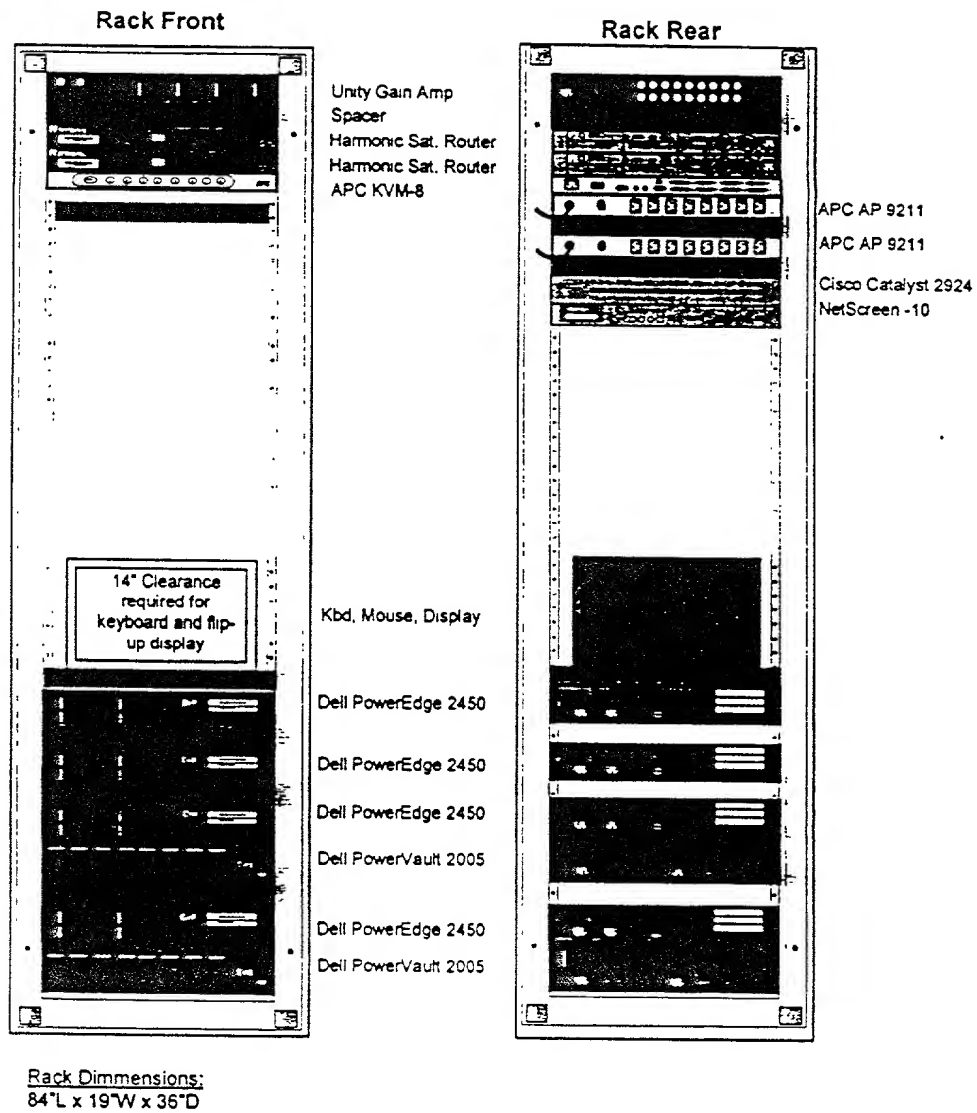 Rack Front
Unity Gain Amp
Spacer
Harmonic Sat. Router
Harmonic Sat. Router
APC KVM-8
14" Clearance
required for
keyboard and flip-
up display
Kbd, Mouse, Display
Dell PowerEdge 2450
Dell PowerEdge 2450
Dell PowerEdge 2450
Dell PowerVault 2005
Dell PowerEdge 2450
Dell PowerVault 2005
Rack Rear
APC AP 9211
APC AP 9211
Cisco Catalyst 2924
NetScreen -10
Rack Dimmensions:
84"L x 19"W x 36"D